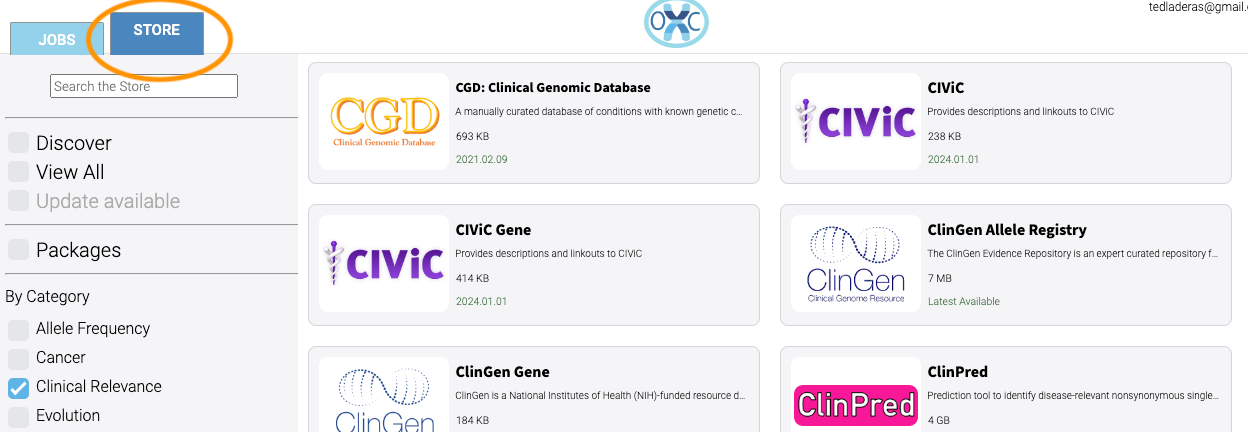 tedladeras@gmail.
JOBS
STORE
OXC
Search the Store
Discover
View All
Update available
Packages
By Category
Allele Frequency
Cancer
Clinical Relevance
Evolution
CGD
Clinical Genomic Database
CGD: Clinical Genomic Database
A manually curated database of conditions with known genetic c...
693 KB
2021.02.09
CIViC
CIViC
Provides descriptions and linkouts to CIViC
238 KB
2024.01.01
CIViC
CIViC Gene
Provides descriptions and linkouts to CIViC
414 KB
2024.01.01
ClinGen
Clinical Genome Resource
ClinGen Allele Registry
The ClinGen Evidence Repository is an expert curated repository f...
7 MB
Latest Available
ClinGen
ClinGen Gene
ClinGen is a National Institutes of Health (NIH)-funded resource d...
184 KB
ClinPred
ClinPred
Prediction tool to identify disease-relevant nonsynonymous single...
4 GB